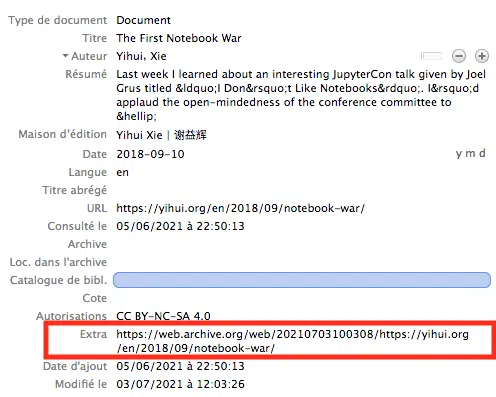 Type de document Document
Titre The First Notebook War
Auteur Yihui, Xie
Résumé Last week I learned about an interesting JupyterCon talk given by Joel
Grus titled &ldquo;I Don&rsquo;t Like Notebooks&rdquo;. I&rsquo;d
applaud the open-mindedness of the conference committee to
&hellip;
Maison d'édition Yihui Xie | 谢益辉
Date 2018-09-10 y m d
Langue en
Titre abrégé
URL https://yihui.org/en/2018/09/notebook-war/
Consulté le 05/06/2021 à 22:50:13
Archive
Loc. dans l'archive
Catalogue de bibl.
Cote
Autorisations CC BY-NC-SA 4.0
Extra https://web.archive.org/web/20210703100308/https://yihui.org
/en/2018/09/notebook-war/
Date d'ajout 05/06/2021 à 22:50:13
Modifié le 03/07/2021 à 12:03:26